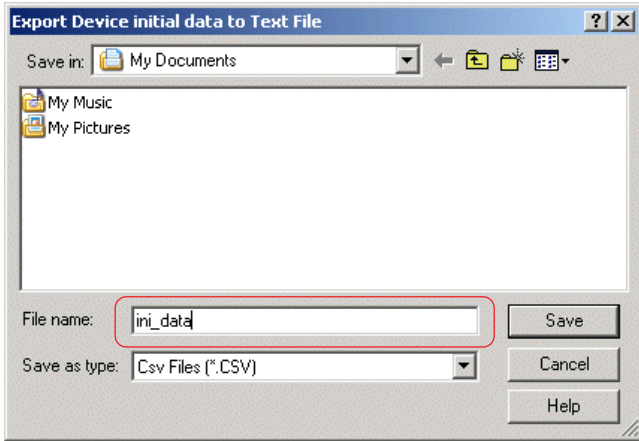 Export Device initial data to Text File
Save in: My Documents
My Music
My Pictures
File name: ini_data Save
Save as type: Csv Files (*.CSV) Cancel
Help